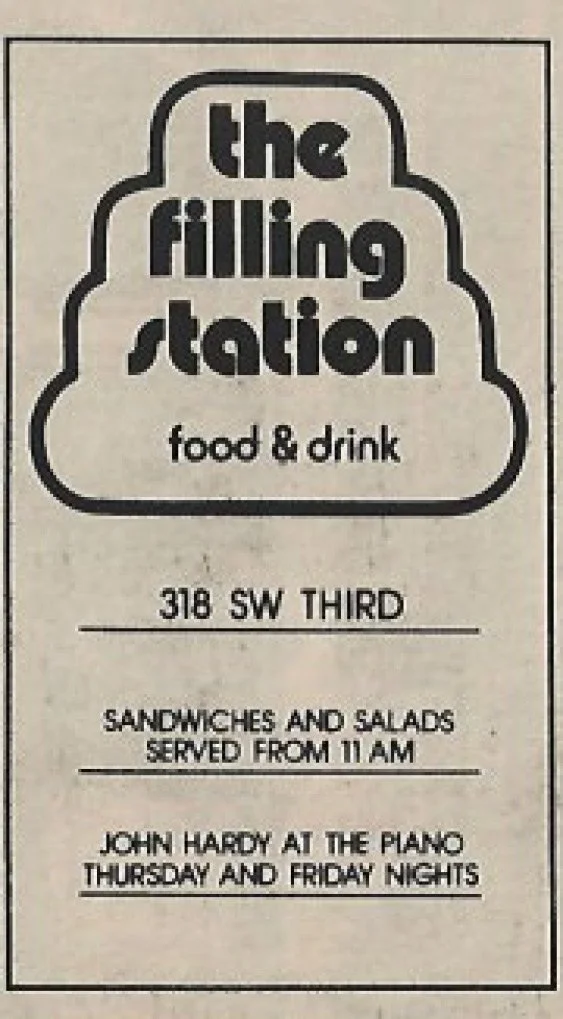 the
filling
station
food & drink
318 SW THIRD
SANDWICHES AND SALADS
SERVED FROM 11 AM
JOHN HARDY AT THE PIANO
THURSDAY AND FRIDAY NIGHTS